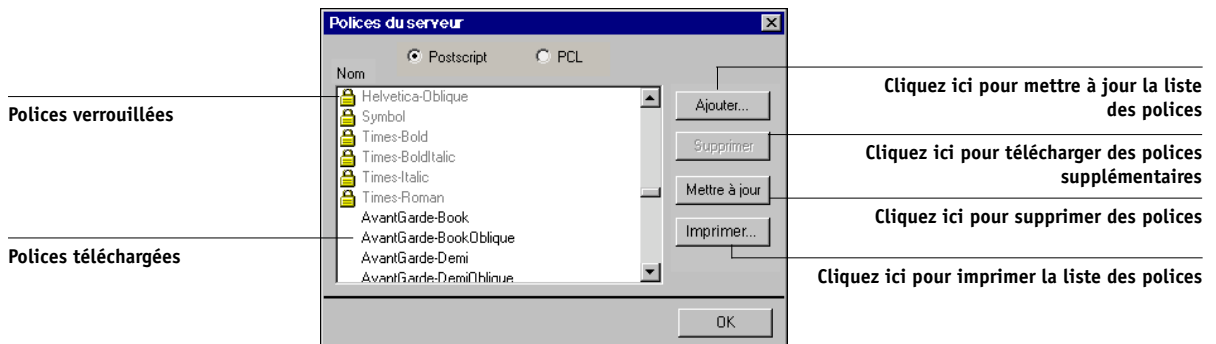 Polices du serveur
Postscript
PCL
Nom
Helvetica-Oblique
Symbol
Times-Bold
Times-BoldItalic
Times-Italic
Times-Roman
AvantGarde-Book
AvantGarde-BookOblique
AvantGarde-Demi
AvantGarde-DemiOblique
Ajouter...
Supprimer
Mettre à jour
Imprimer...
OK
Polices verrouillées
Polices téléchargées
Cliquez ici pour mettre à jour la liste
des polices
Cliquez ici pour télécharger des polices
supplémentaires
Cliquez ici pour supprimer des polices
Cliquez ici pour imprimer la liste des polices